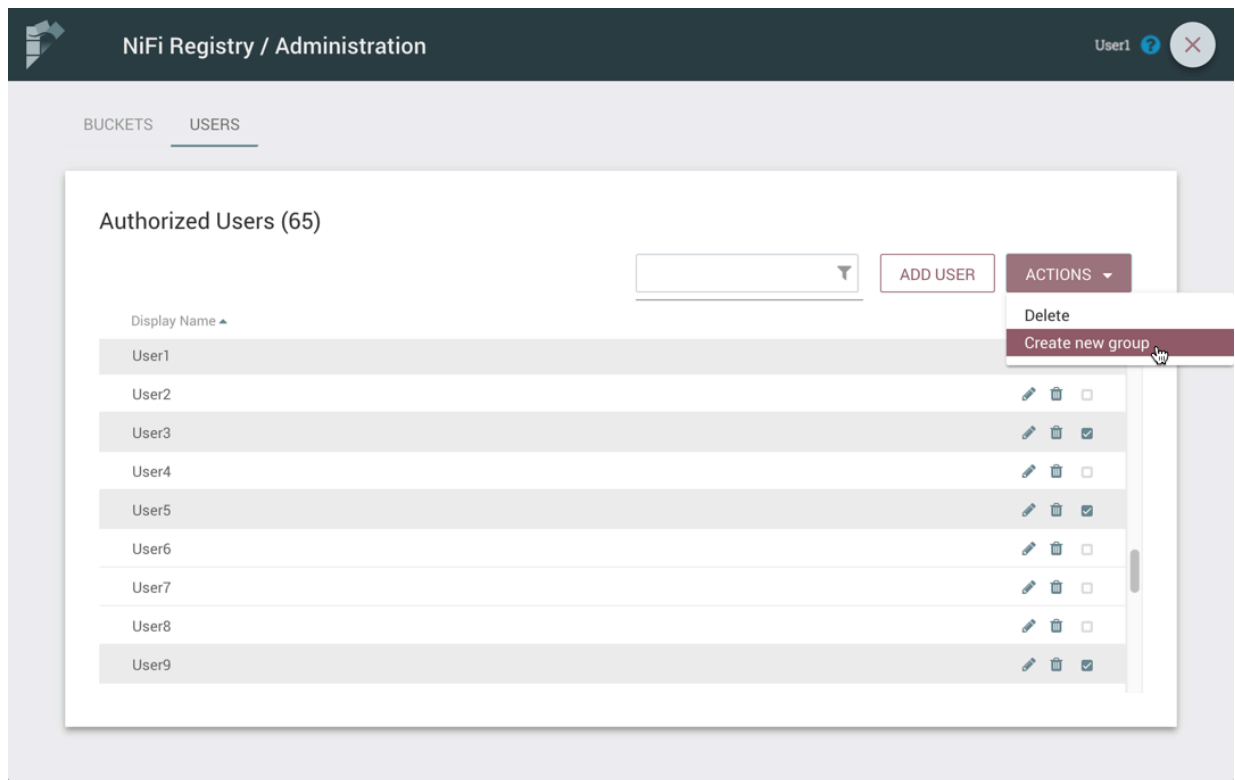 NiFi Registry / Administration
User1 ?
BUCKETS USERS
Authorized Users (65)
ADD USER ACTIONS
Delete
Create new group
Display Name
User1
User2
User3
User4
User5
User6
User7
User8
User9